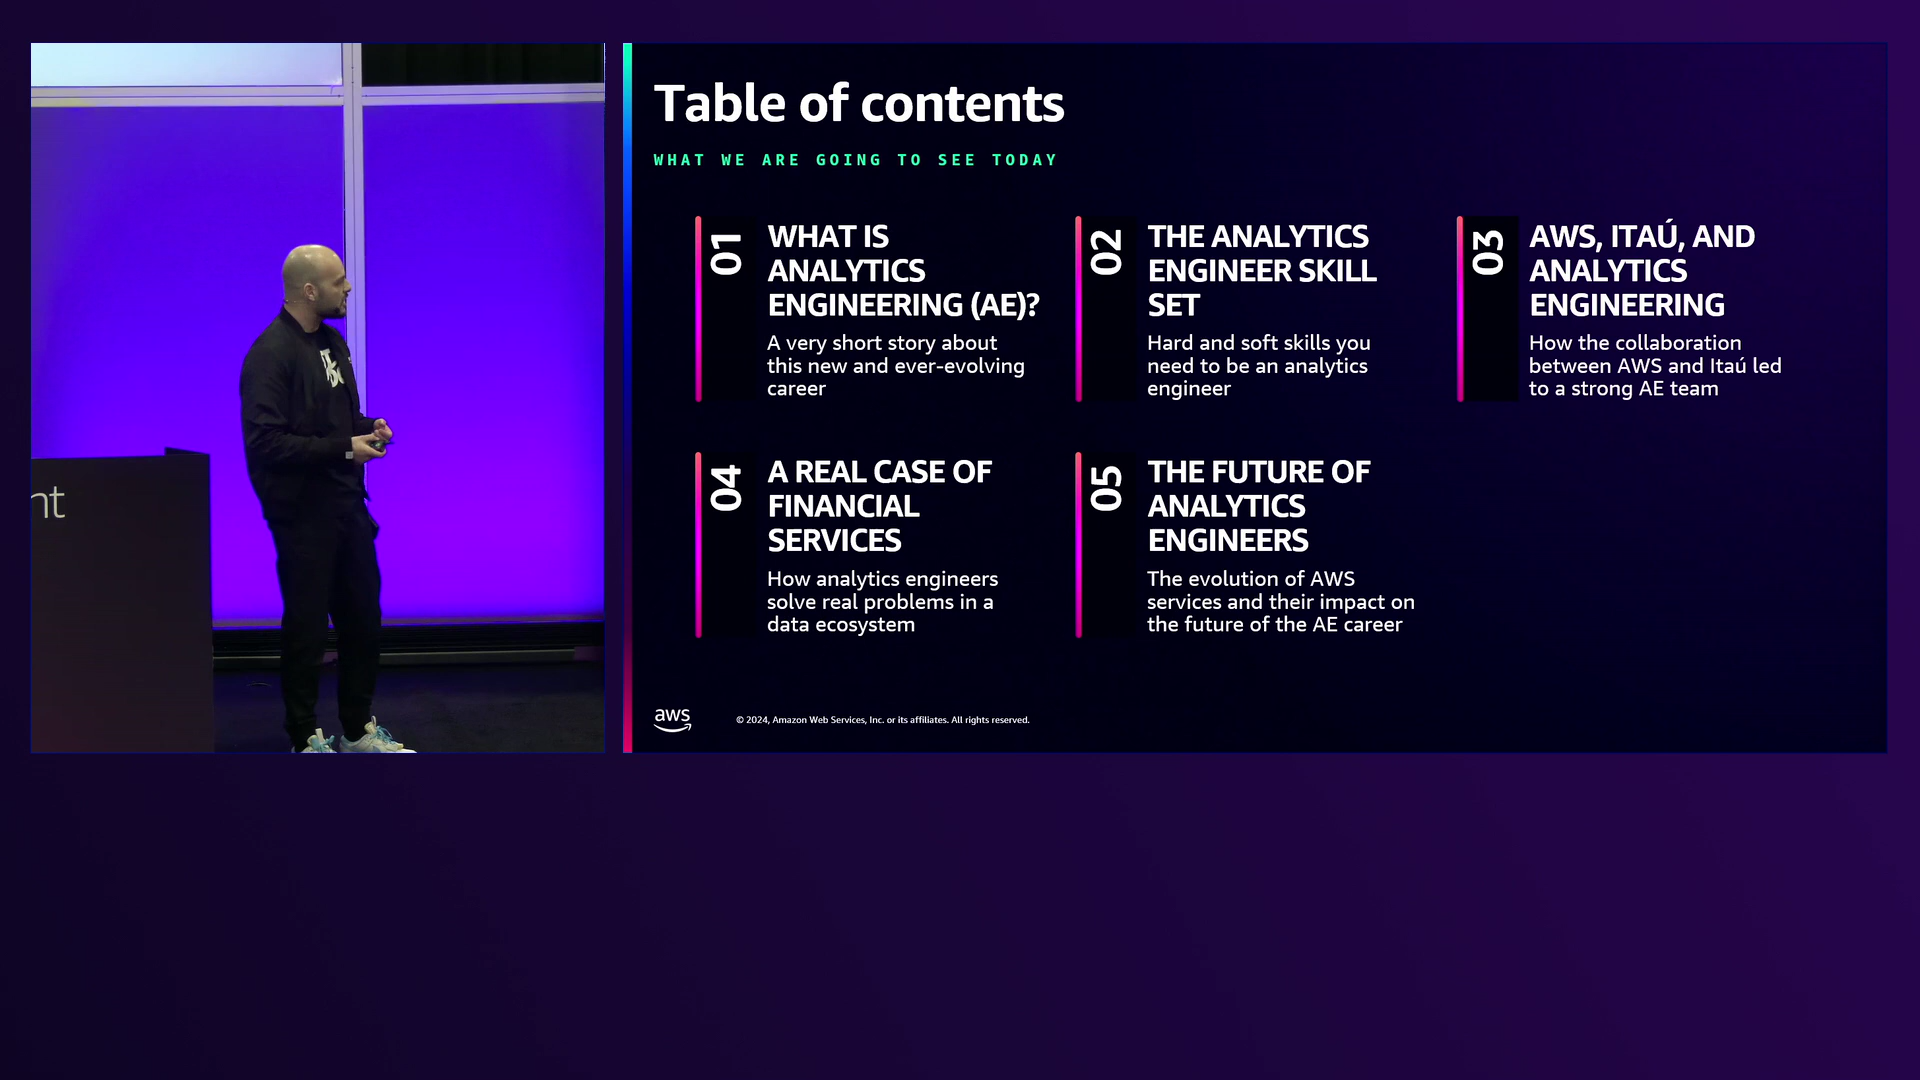 nt
Table of contents
WHAT WE ARE GOING TO SEE TODAY
01
WHAT IS
ANALYTICS
ENGINEERING (AE)?
A very short story about
this new and ever-evolving
career
02
THE ANALYTICS
ENGINEER SKILL
SET
Hard and soft skills you
need to be an analytics
engineer
03
AWS, ITAÚ, AND
ANALYTICS
ENGINEERING
How the collaboration
between AWS and Itaú led
to a strong AE team
04
A REAL CASE OF
FINANCIAL
SERVICES
How analytics engineers
solve real problems in a
data ecosystem
05
THE FUTURE OF
ANALYTICS
ENGINEERS
The evolution of AWS
services and their impact on
the future of the AE career
aws
© 2024, Amazon Web Services, Inc. or its affiliates. All rights reserved.